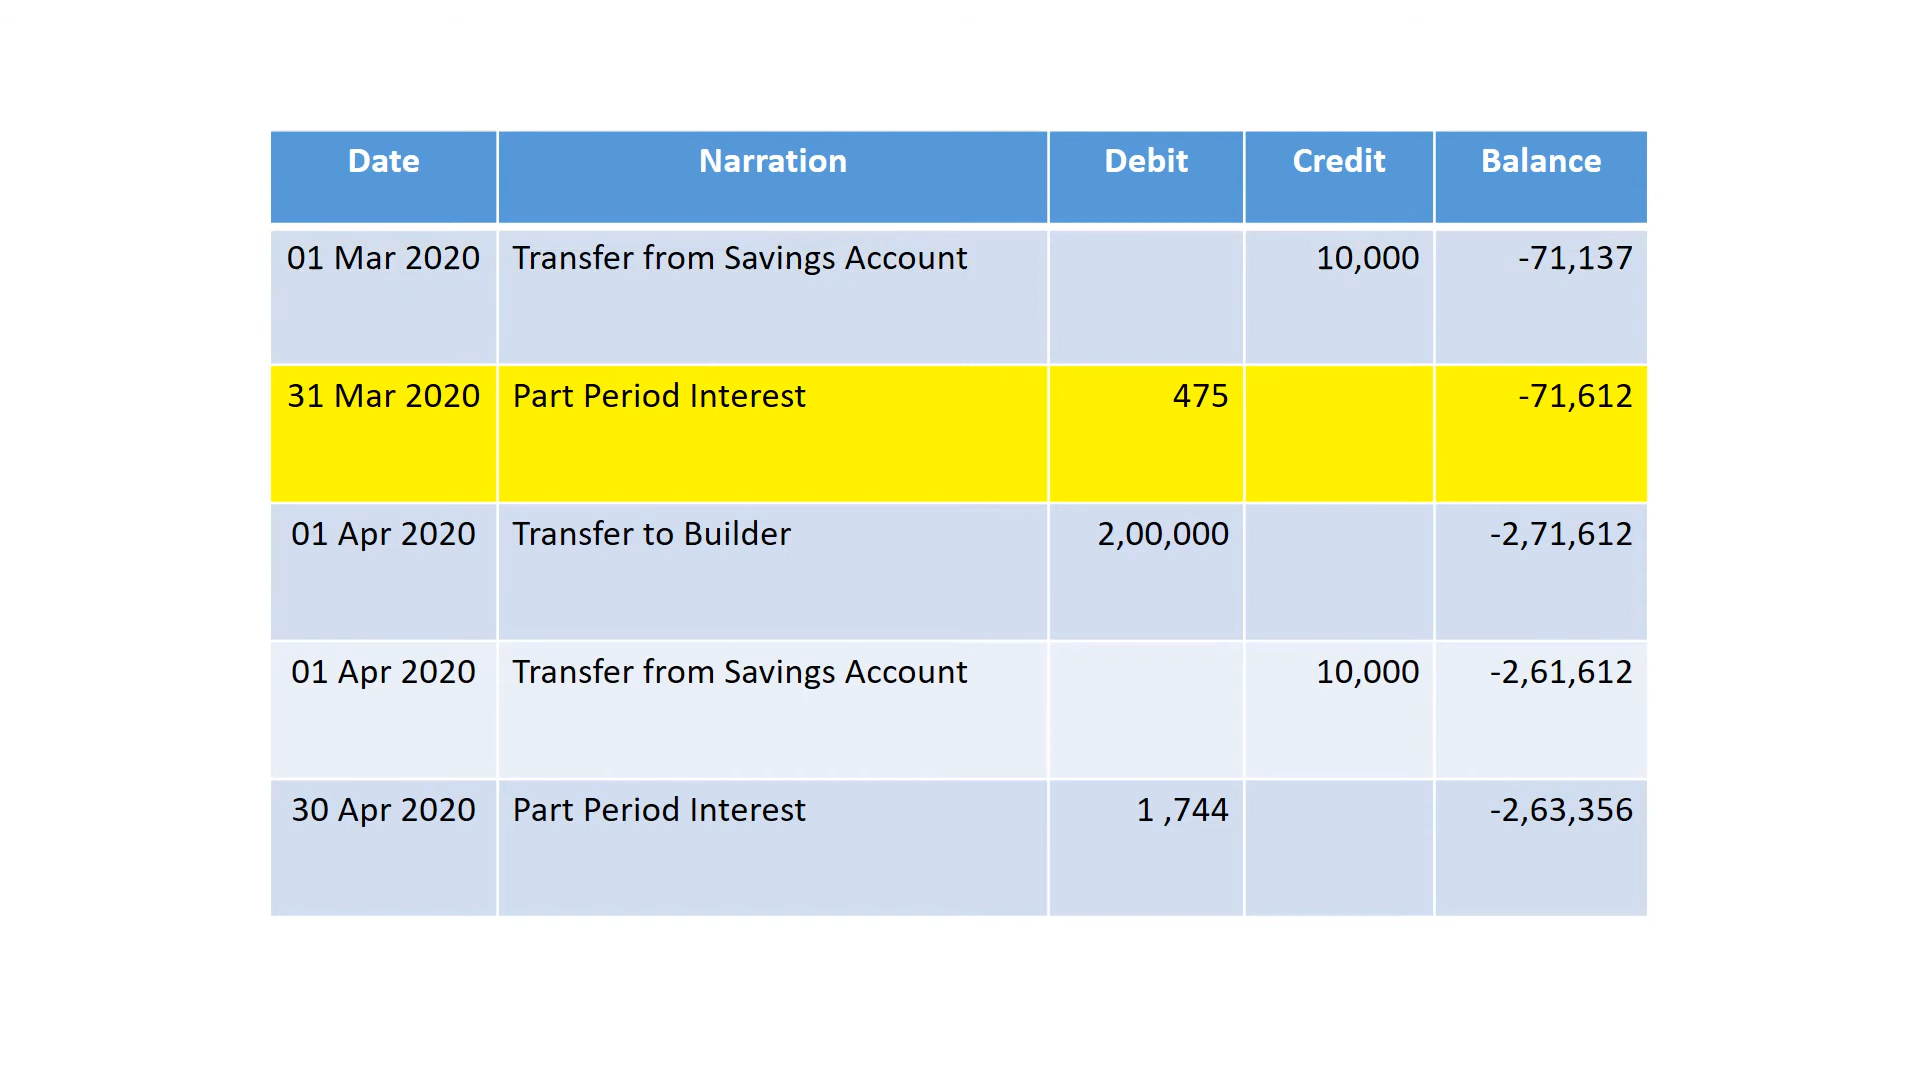 Date Narration Debit Credit Balance
01 Mar 2020 Transfer from Savings Account 10,000 -71,137
31 Mar 2020 Part Period Interest 475 -71,612
01 Apr 2020 Transfer to Builder 2,00,000 -2,71,612
01 Apr 2020 Transfer from Savings Account 10,000 -2,61,612
30 Apr 2020 Part Period Interest 1 ,744 -2,63,356